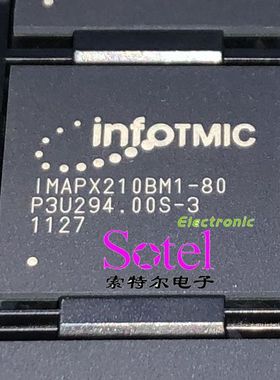 infOTMIC
IMAPX210BM1-80
P3U294.00S-3
1127
Electronic
Sotel
索特尔电子